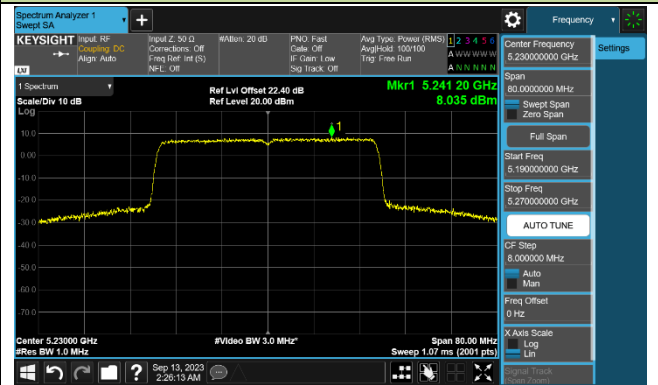 Spectrum Analyzer 1
Swept SA
+
Frequency
KEYSIGHT
Input: RF
Coupling: DC
Align: Auto
Input Z: 50 Ω
Corrections: Off
Freq Ref: Int (S)
NFE: Off
#Atten: 20 dB
PNO: Fast
Gate: Off
IF Gain: Low
Sig Track: Off
Avg Type: Power (RMS)
Avg|Hold: 100/100
Trig: Free Run
1 2 3 4 5 6
A W W W W W
A N N N N N
LXI
1 Spectrum
Scale/Div 10 dB
Log
Ref Lvl Offset 22.40 dB
Ref Level 20.00 dBm
Mkr1 5.241 20 GHz
8.035 dBm
1
10.0
0.00
-10.0
-20.0
-30.0
-40.0
-50.0
-60.0
-70.0
Center 5.23000 GHz
#Res BW 1.0 MHz
#Video BW 3.0 MHz*
Span 80.00 MHz
Sweep 1.07 ms (2001 pts)
Center Frequency
5.230000000 GHz
Settings
Span
80.0000000 MHz
Swept Span
Zero Span
Full Span
Start Freq
5.190000000 GHz
Stop Freq
5.270000000 GHz
AUTO TUNE
CF Step
8.000000 MHz
Auto
Man
Freq Offset
0 Hz
X Axis Scale
Log
Lin
Signal Track
(Span Zoom)
?
Sep 13, 2023
2:26:13 AM